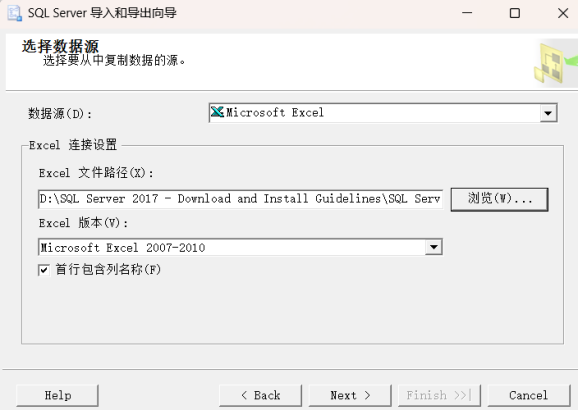 SQL Server 导入和导出向导
选择数据源
选择要从中复制数据的源。
数据源(D):
Microsoft Excel
Excel 连接设置
Excel 文件路径(X):
D:\SQL Server 2017 - Download and Install Guidelines\SQL Serv
浏览(W)...
Excel 版本(V):
Microsoft Excel 2007-2010
首行包含列名称(F)
Help
< Back
Next >
Finish >>|
Cancel